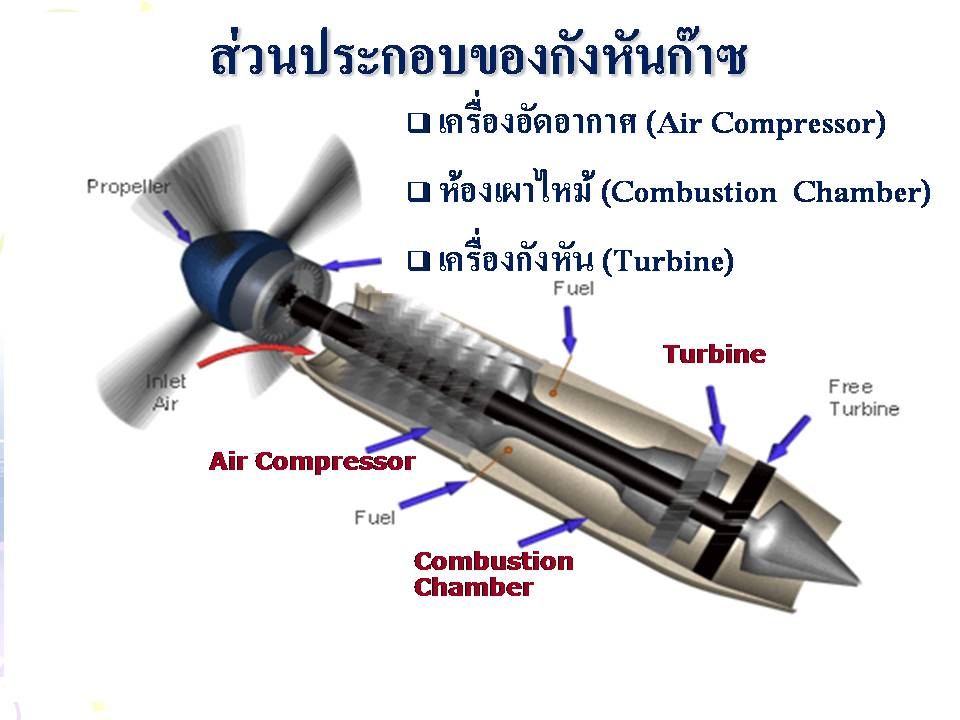 ส่วนประกอบของกังหันก๊าซ
เครื่องอัดอากาศ (Air Compressor)
ห้องเผาไหม้ (Combustion Chamber)
เครื่องกังหัน (Turbine)
Propeller
Fuel
Turbine
Free
Turbine
Inlet
Air
Air Compressor
Fuel
Combustion
Chamber